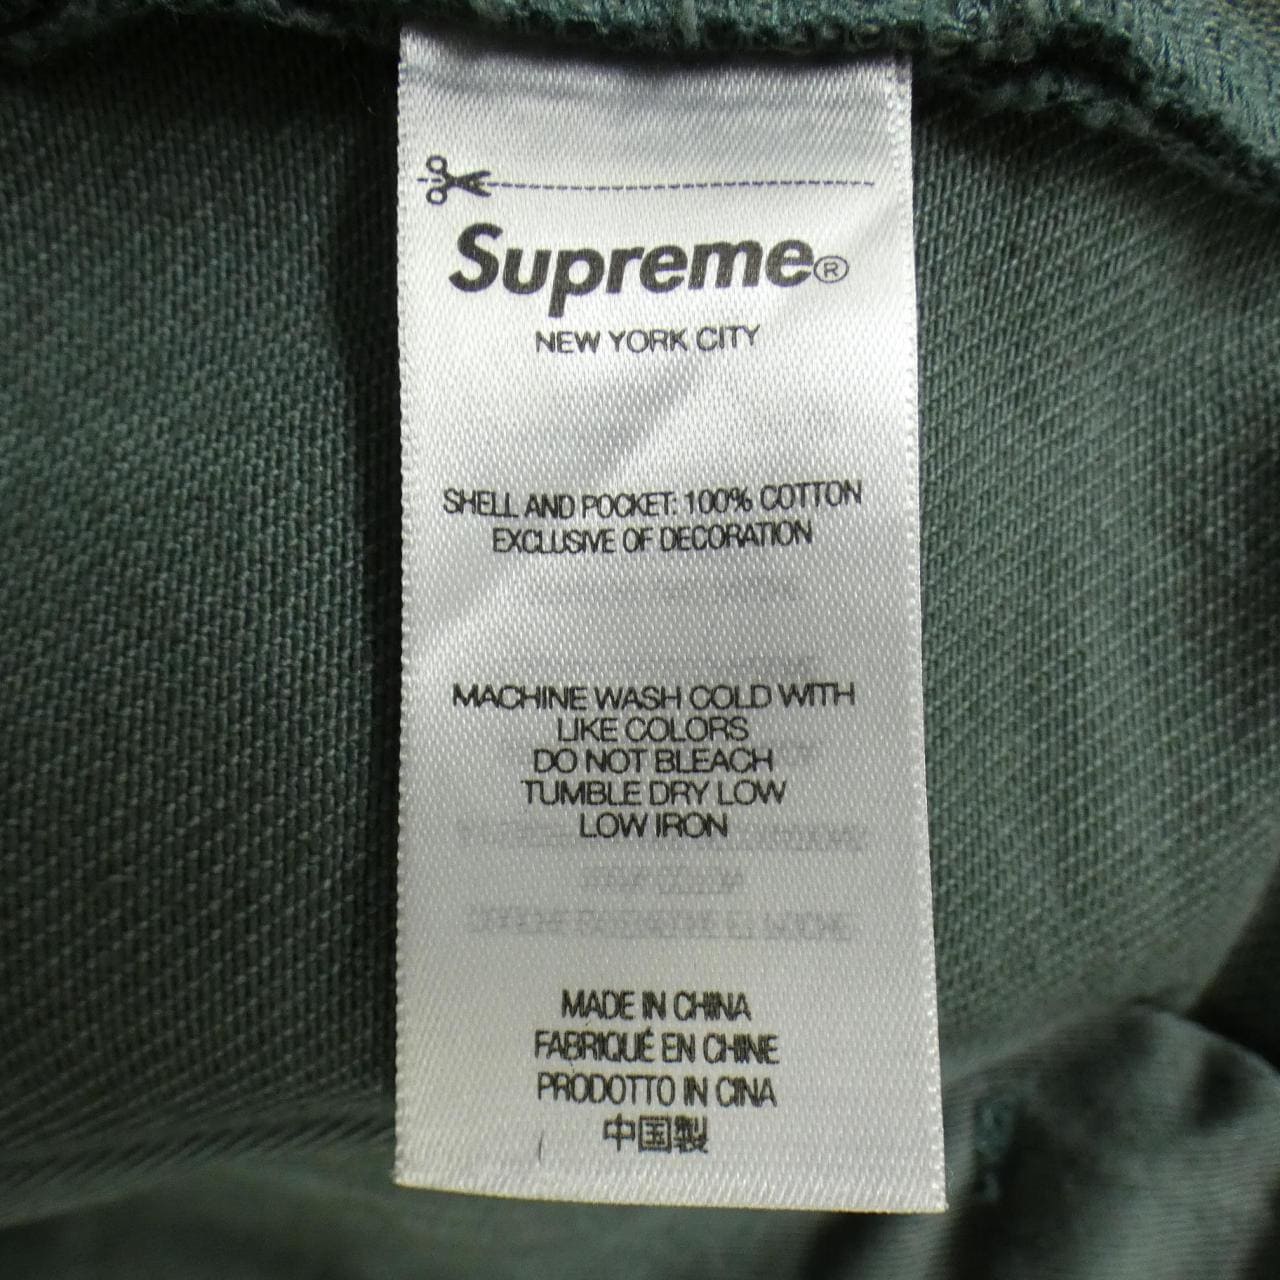 Supreme®
NEW YORK CITY
SHELL AND POCKET: 100% COTTON
EXCLUSIVE OF DECORATION
MACHINE WASH COLD WITH
LIKE COLORS
DO NOT BLEACH
TUMBLE DRY LOW
LOW IRON
MADE IN CHINA
FABRIQUÉ EN CHINE
PRODOTTO IN CINA
中国製